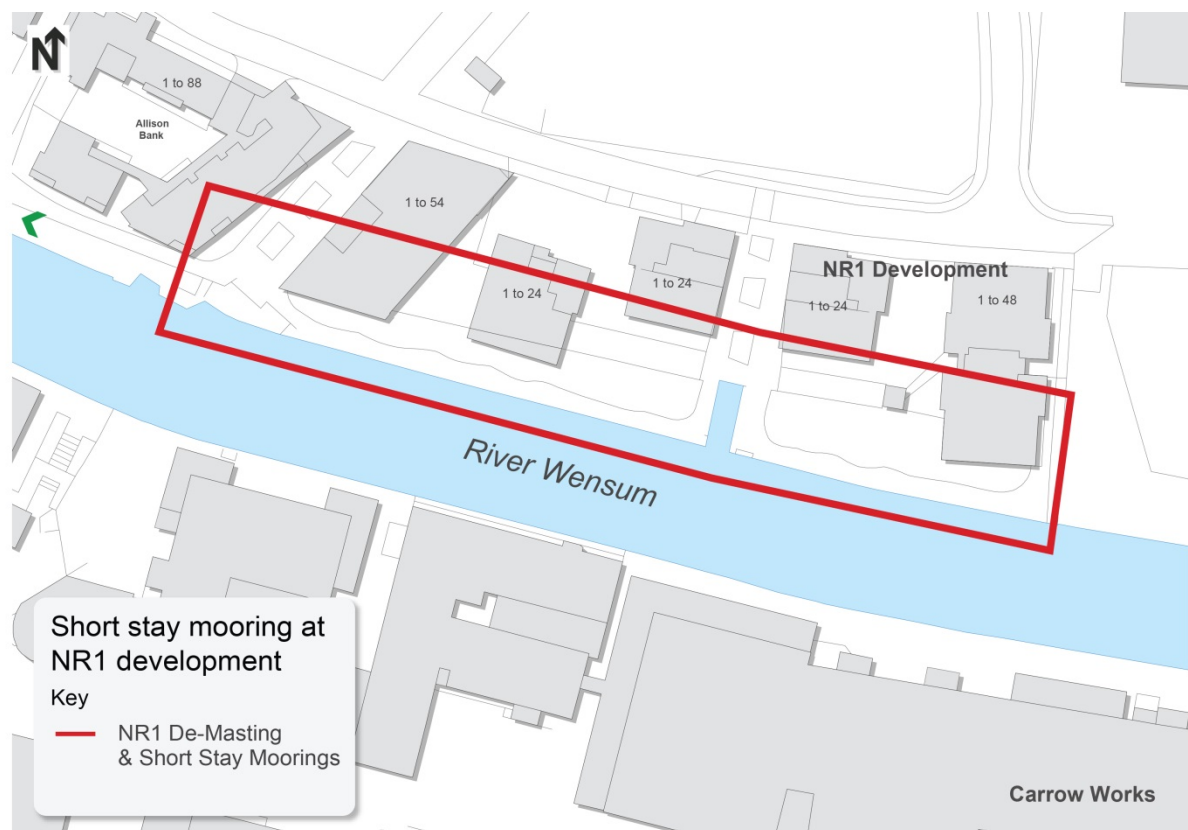 N
1 to 88
Allison
Bank
1 to 54
1 to 24
1 to 24
NR1 Development
1 to 24
1 to 48
River Wensum
Short stay mooring at
NR1 development
Key
NR1 De-Masting
& Short Stay Moorings
Carrow Works